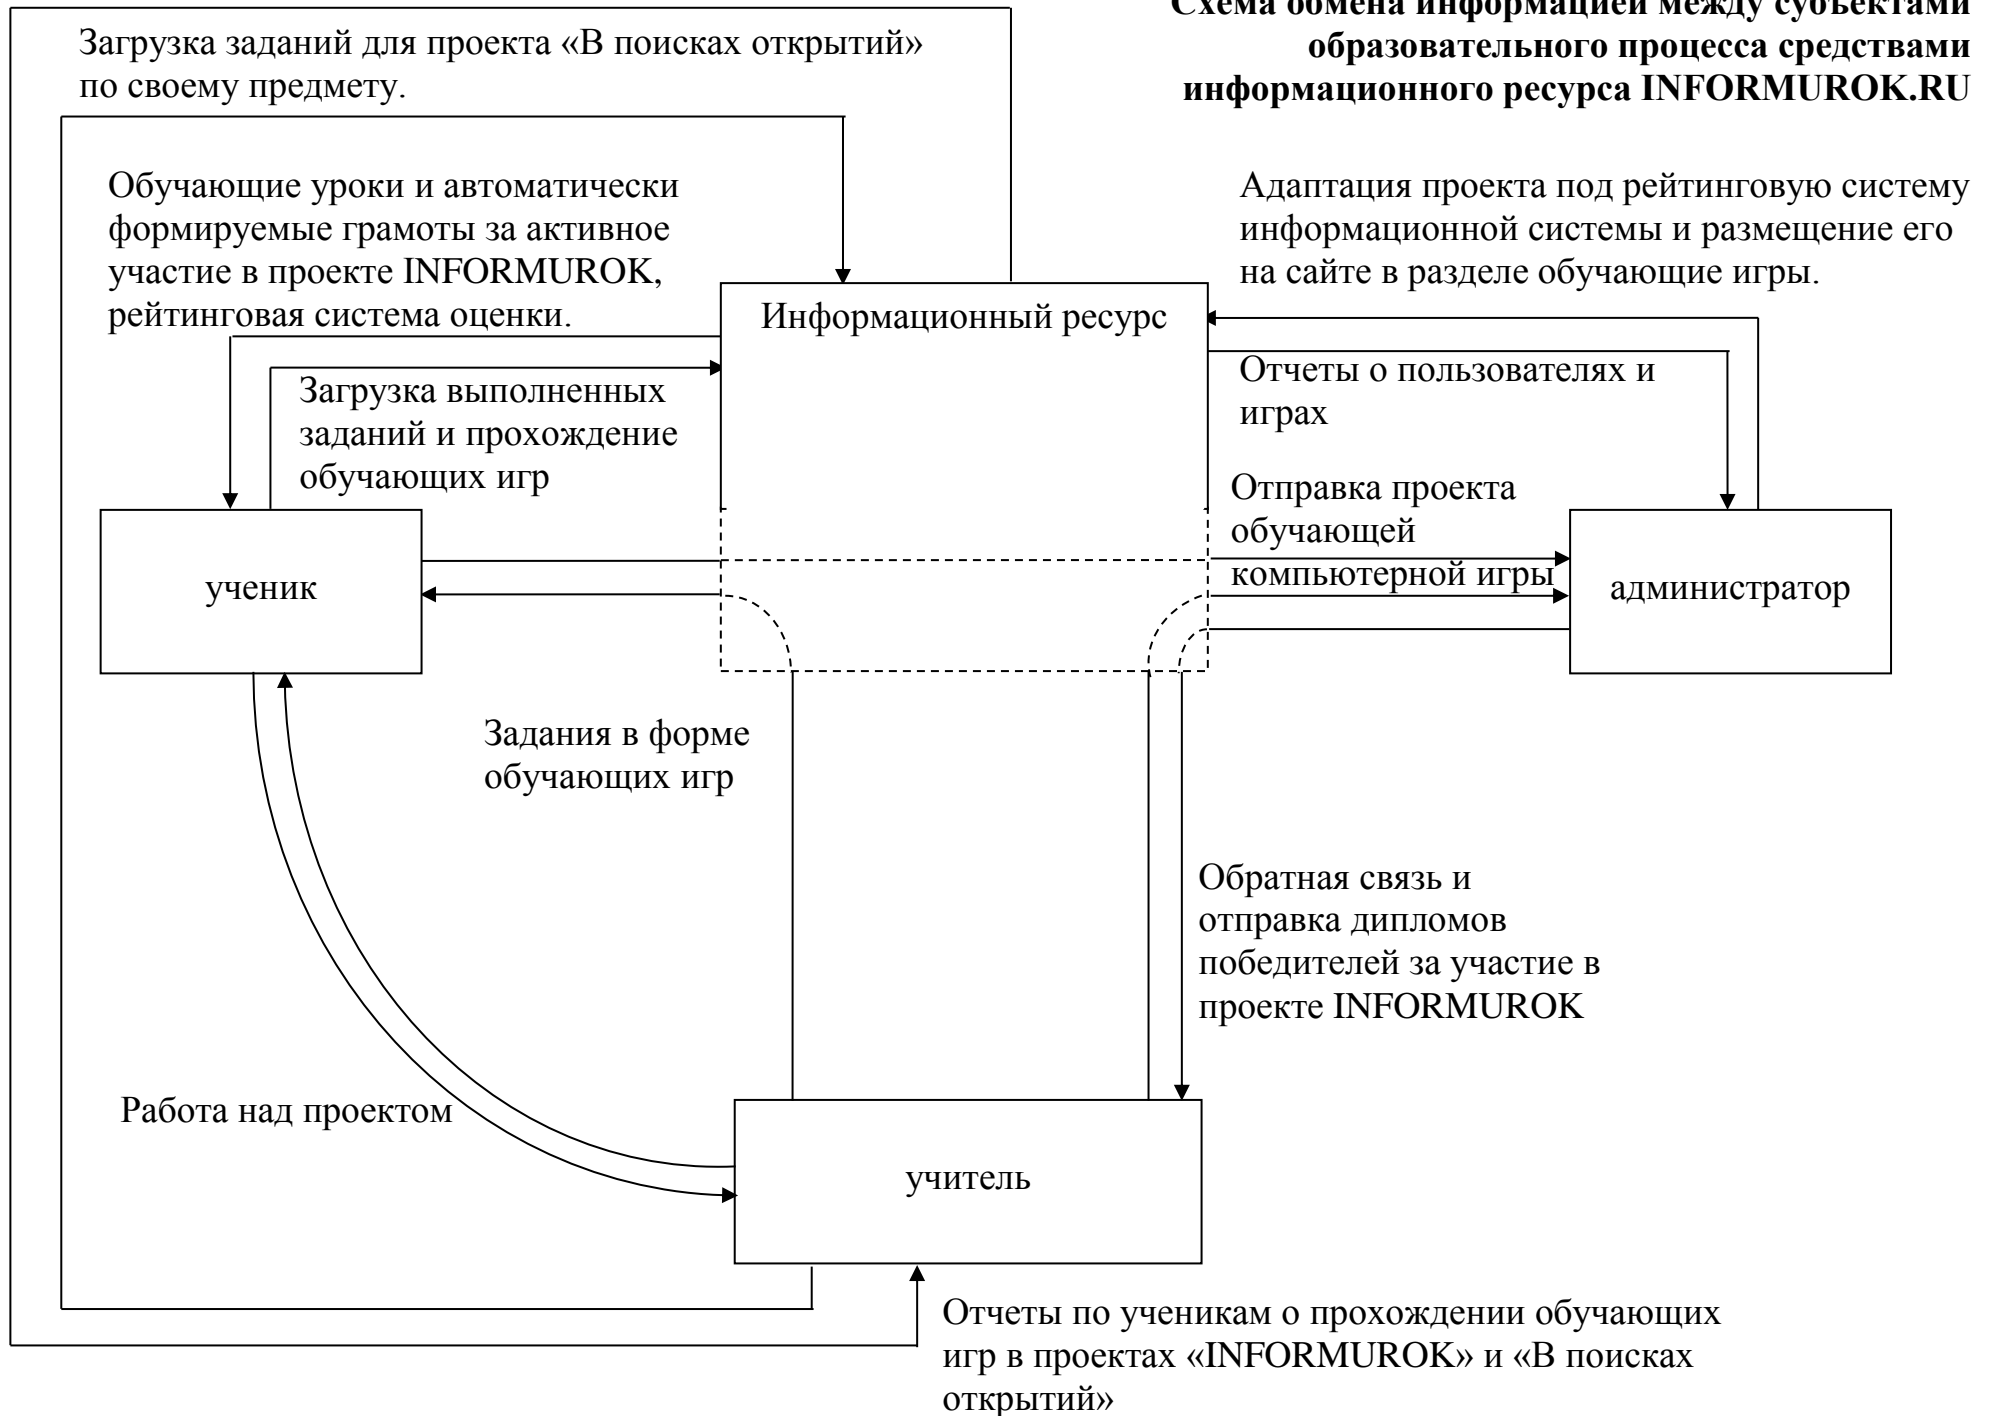 Схема обмена информацией между субъектами
образовательного процесса средствами
информационного ресурса INFORMUROK.RU
Загрузка заданий для проекта «В поисках открытий»
по своему предмету.
Обучающие уроки и автоматически
формируемые грамоты за активное
участие в проекте INFORMUROK,
рейтинговая система оценки.
Адаптация проекта под рейтинговую систему
информационной системы и размещение его
на сайте в разделе обучающие игры.
Информационный ресурс
Загрузка выполненных
заданий и прохождение
обучающих игр
Отчеты о пользователях и
играх
Отправка проекта
обучающей
компьютерной игры
ученик
администратор
Задания в форме
обучающих игр
Обратная связь и
отправка дипломов
победителей за участие в
проекте INFORMUROK
Работа над проектом
учитель
Отчеты по ученикам о прохождении обучающих
игр в проектах «INFORMUROK» и «В поисках
открытий»